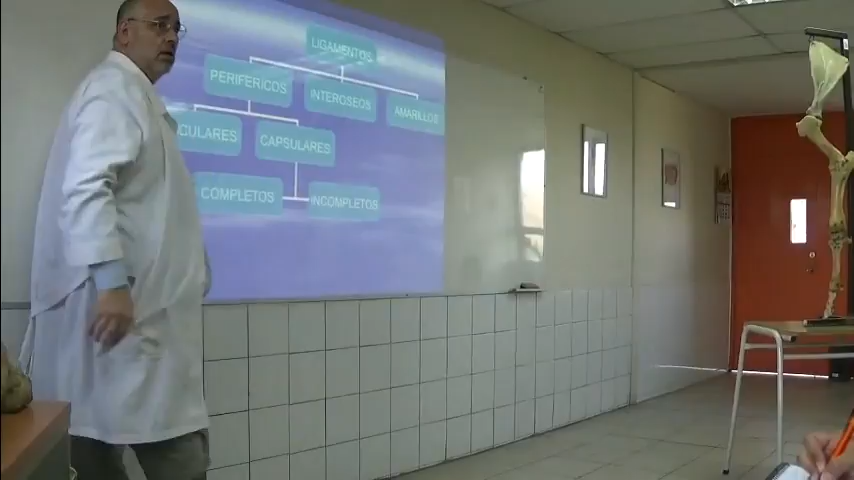 LIGAMENTOS
PERIFERICOS
INTEROSEOS
AMARILLOS
CULARES
CAPSULARES
COMPLETOS
INCOMPLETOS